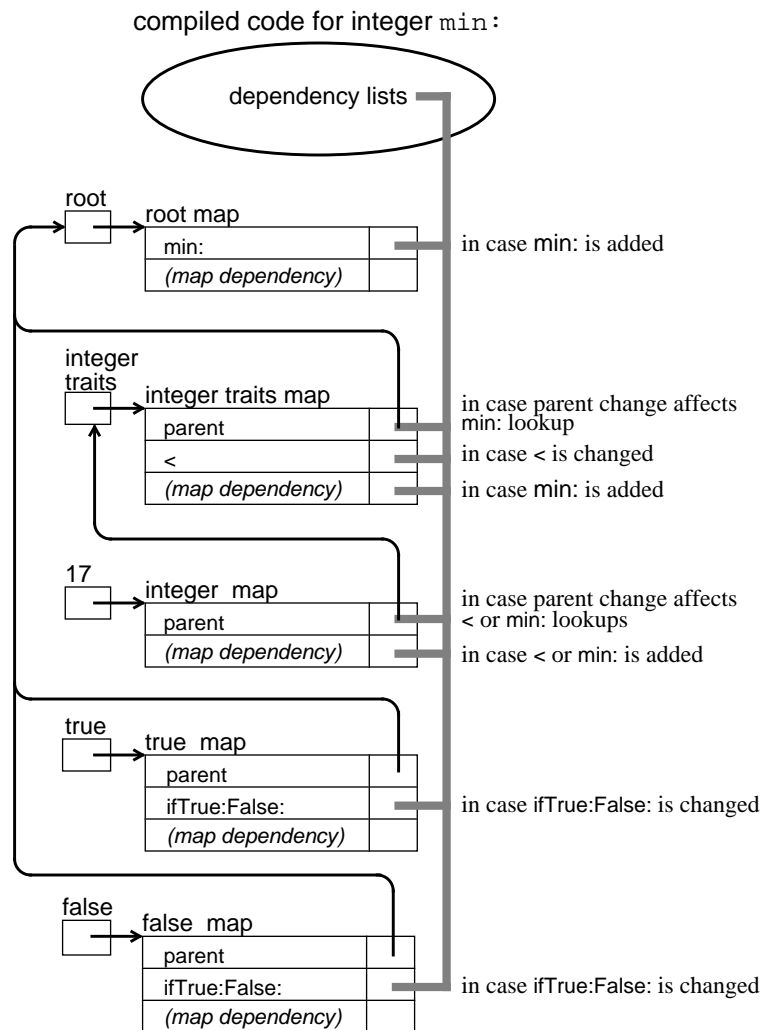 compiled code for integer min:
dependency lists
root
root map
min:
in case min: is added
(map dependency)
integer
traits
integer traits map
in case parent change affects
parent
min: lookup
<
in case < is changed
(map dependency)
in case min: is added
17
integer map
in case parent change affects
parent
< or min: lookups
(map dependency)
in case < or min: is added
true
true map
parent
ifTrue:False:
in case ifTrue:False: is changed
(map dependency)
false
false map
parent
ifTrue:False:
in case ifTrue:False: is changed
(map dependency)